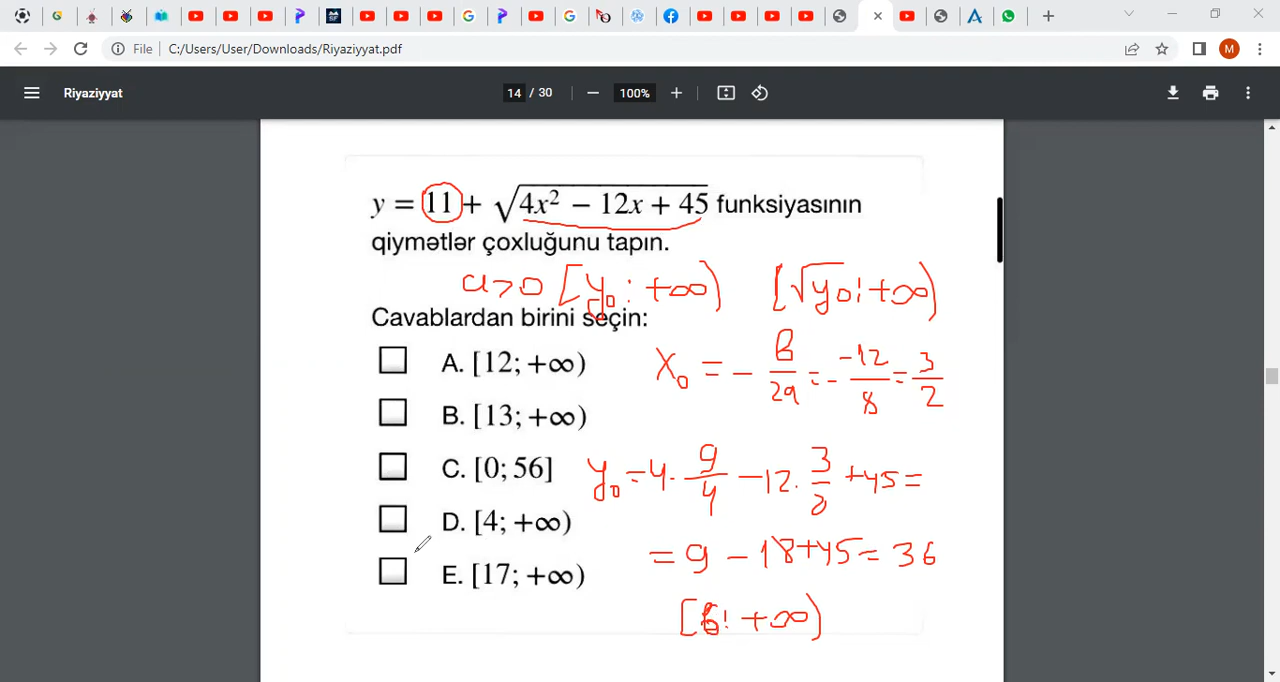 File C:/Users/User/Downloads/Riyaziyyat.pdf M
Riyaziyyat 14 / 30 100%
y = 11 + √4x² − 12x + 45 funksiyasının
qiymətlər çoxluğunu tapın.
a>0 [y₀; +∞) [√y₀; +∞)
Cavablardan birini seçin:
A. [12; +∞)
x₀ = − b/2a = − −12/8 = 3/2
B. [13; +∞)
C. [0; 56]
y₀ = 4 · 9/4 − 12 · 3/2 + 45 =
D. [4; +∞)
= 9 − 18 + 45 = 36
E. [17; +∞)
[6; +∞)